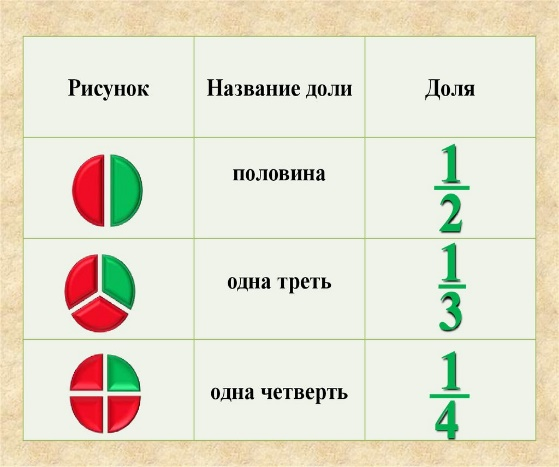 Рисунок Название доли Доля
половина 1/2
одна треть 1/3
одна четверть 1/4